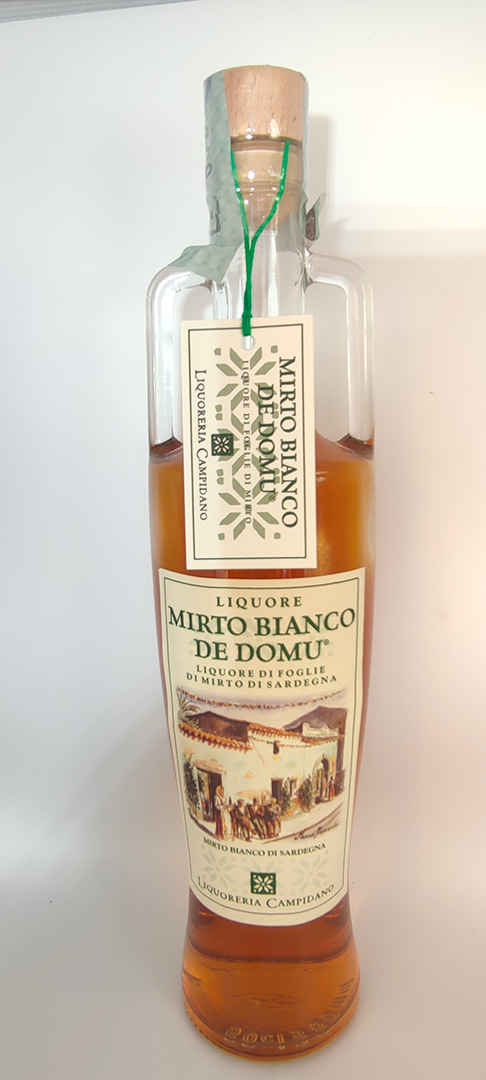 MIRTO BIANCO
DE DOMU®
LIQUORE DI FOGLIE DI MIRTO
LIQUORERIA CAMPIDANO
LIQUORE
MIRTO BIANCO
DE DOMU®
LIQUORE DI FOGLIE
DI MIRTO DI SARDEGNA
MIRTO BIANCO DI SARDEGNA
LIQUORERIA CAMPIDANO